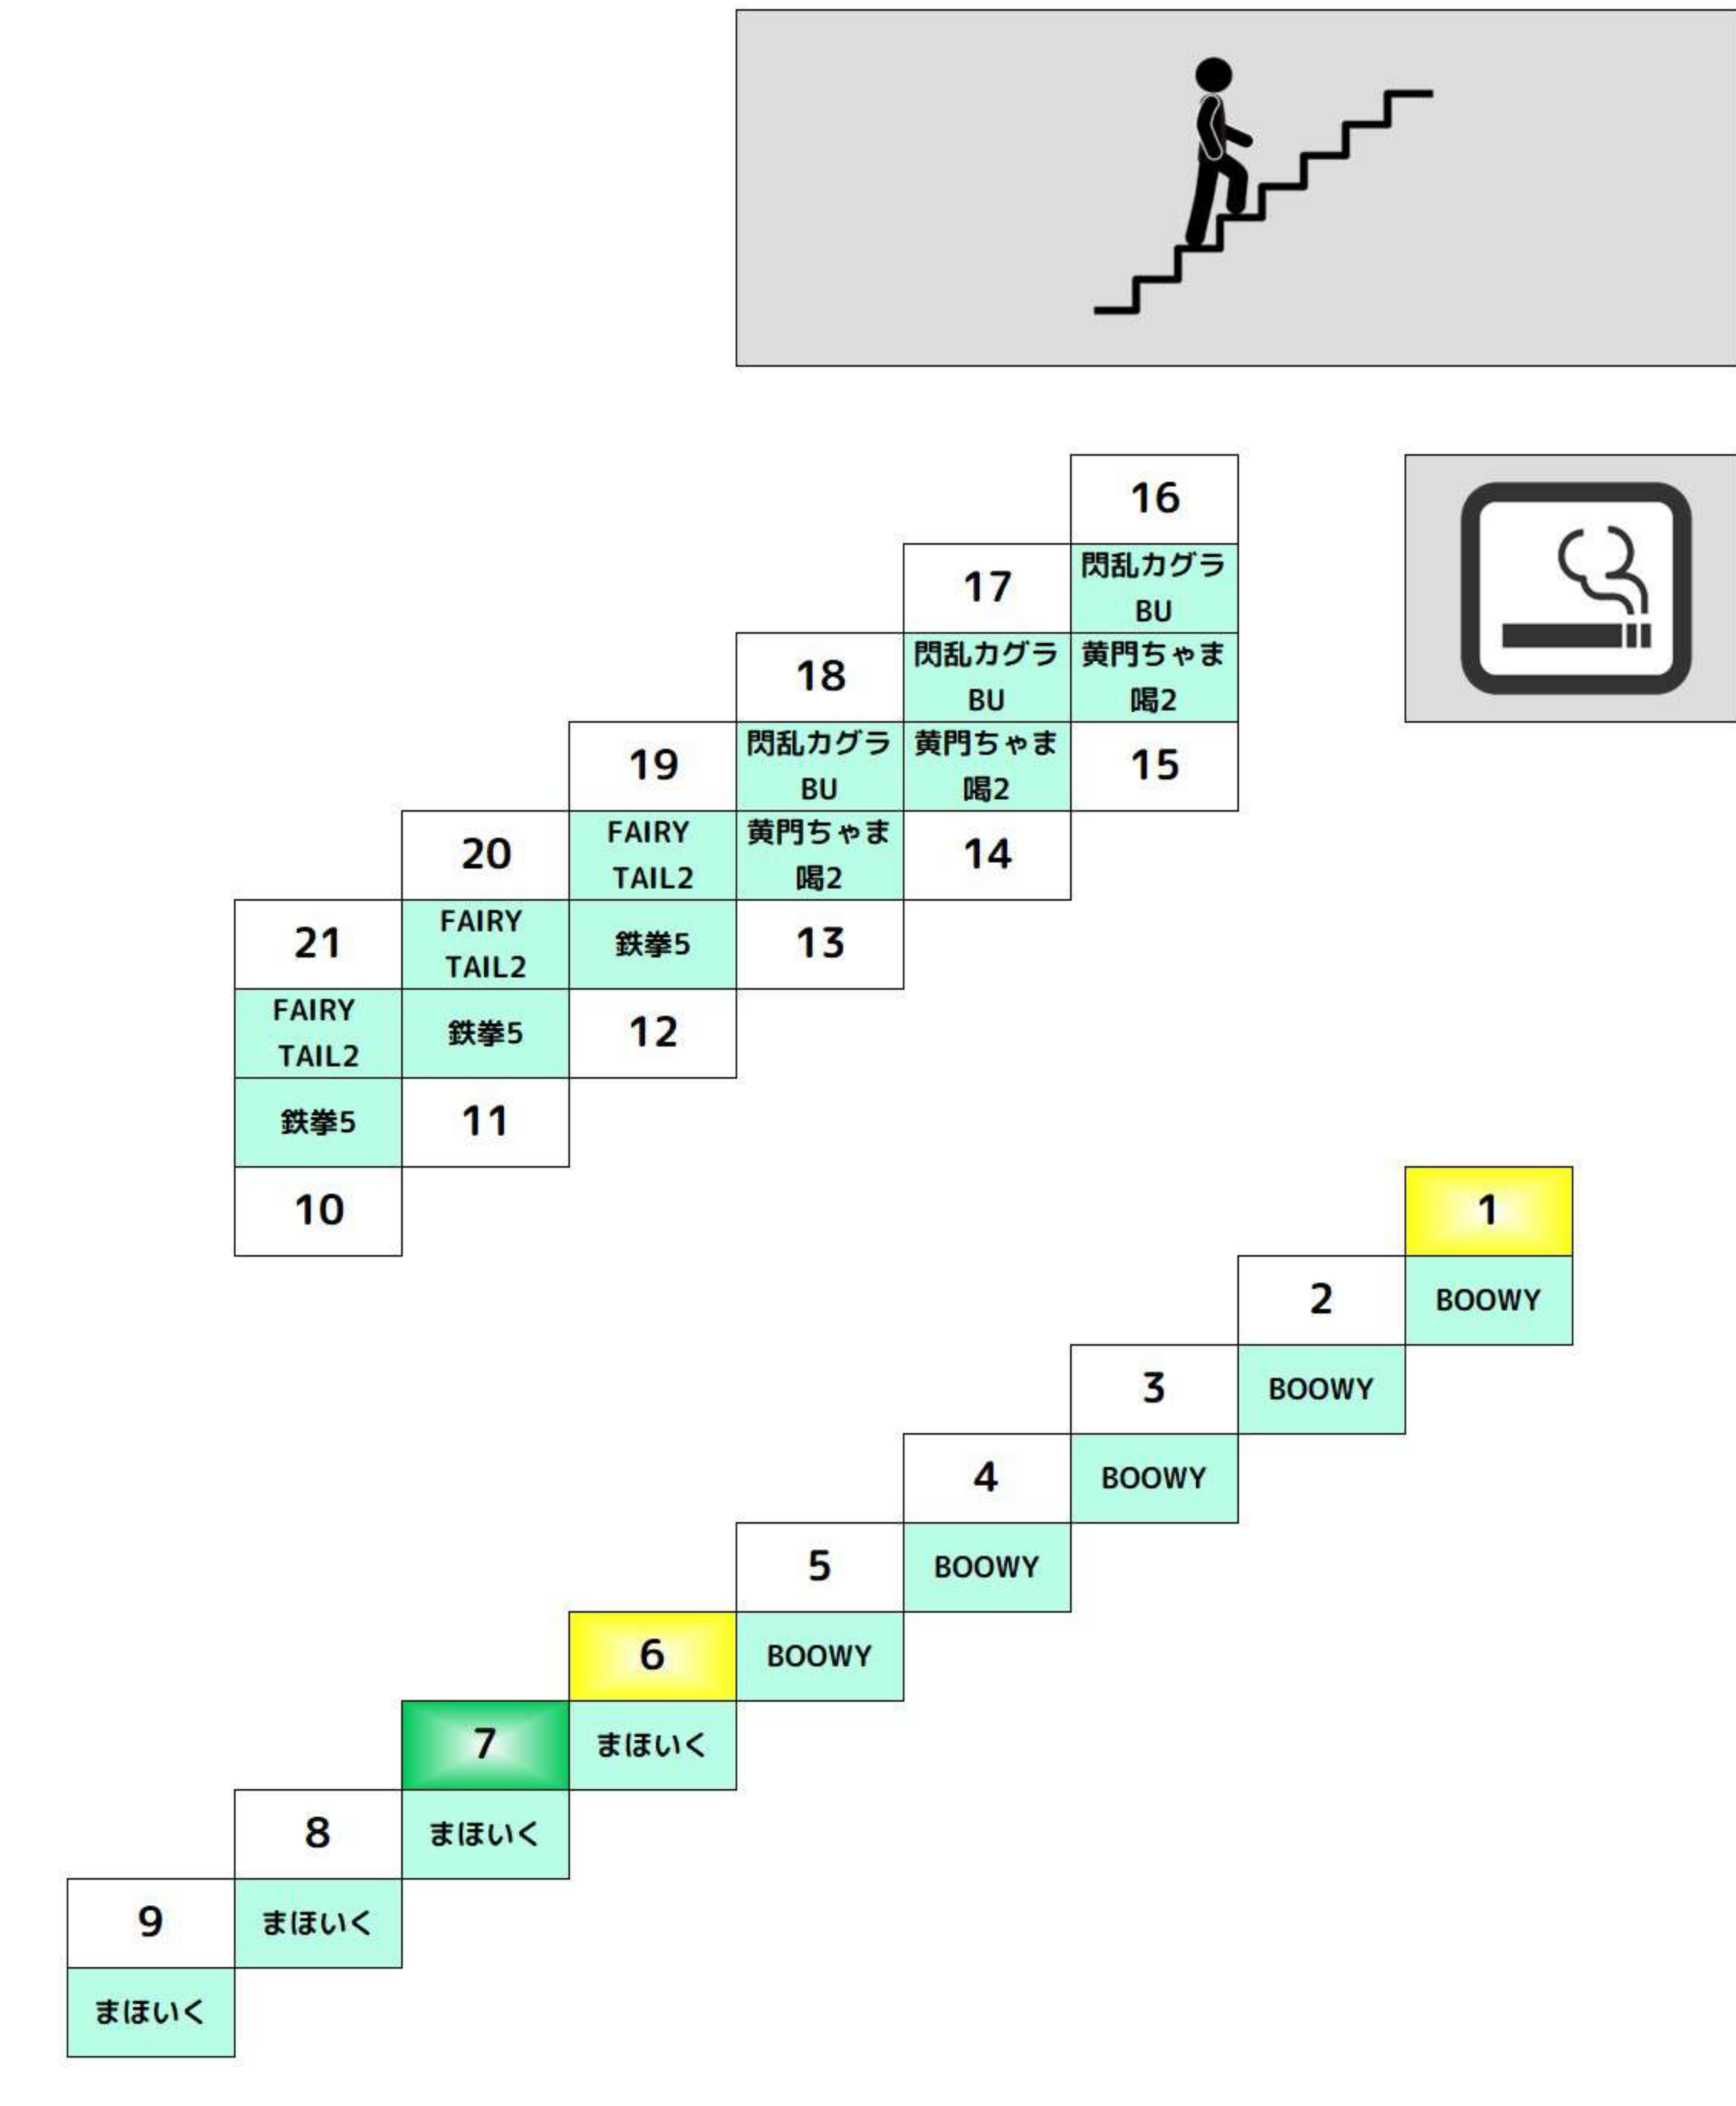 16
17
閃乱カグラ
BU
18
閃乱カグラ
BU
黄門ちゃま
喝2
19
閃乱カグラ
BU
黄門ちゃま
喝2
15
20
FAIRY
TAIL2
黄門ちゃま
喝2
14
21
FAIRY
TAIL2
鉄拳5
13
FAIRY
TAIL2
鉄拳5
12
鉄拳5
11
10
1
2
BOOWY
3
BOOWY
4
BOOWY
5
BOOWY
6
BOOWY
7
まほいく
8
まほいく
9
まほいく
まほいく